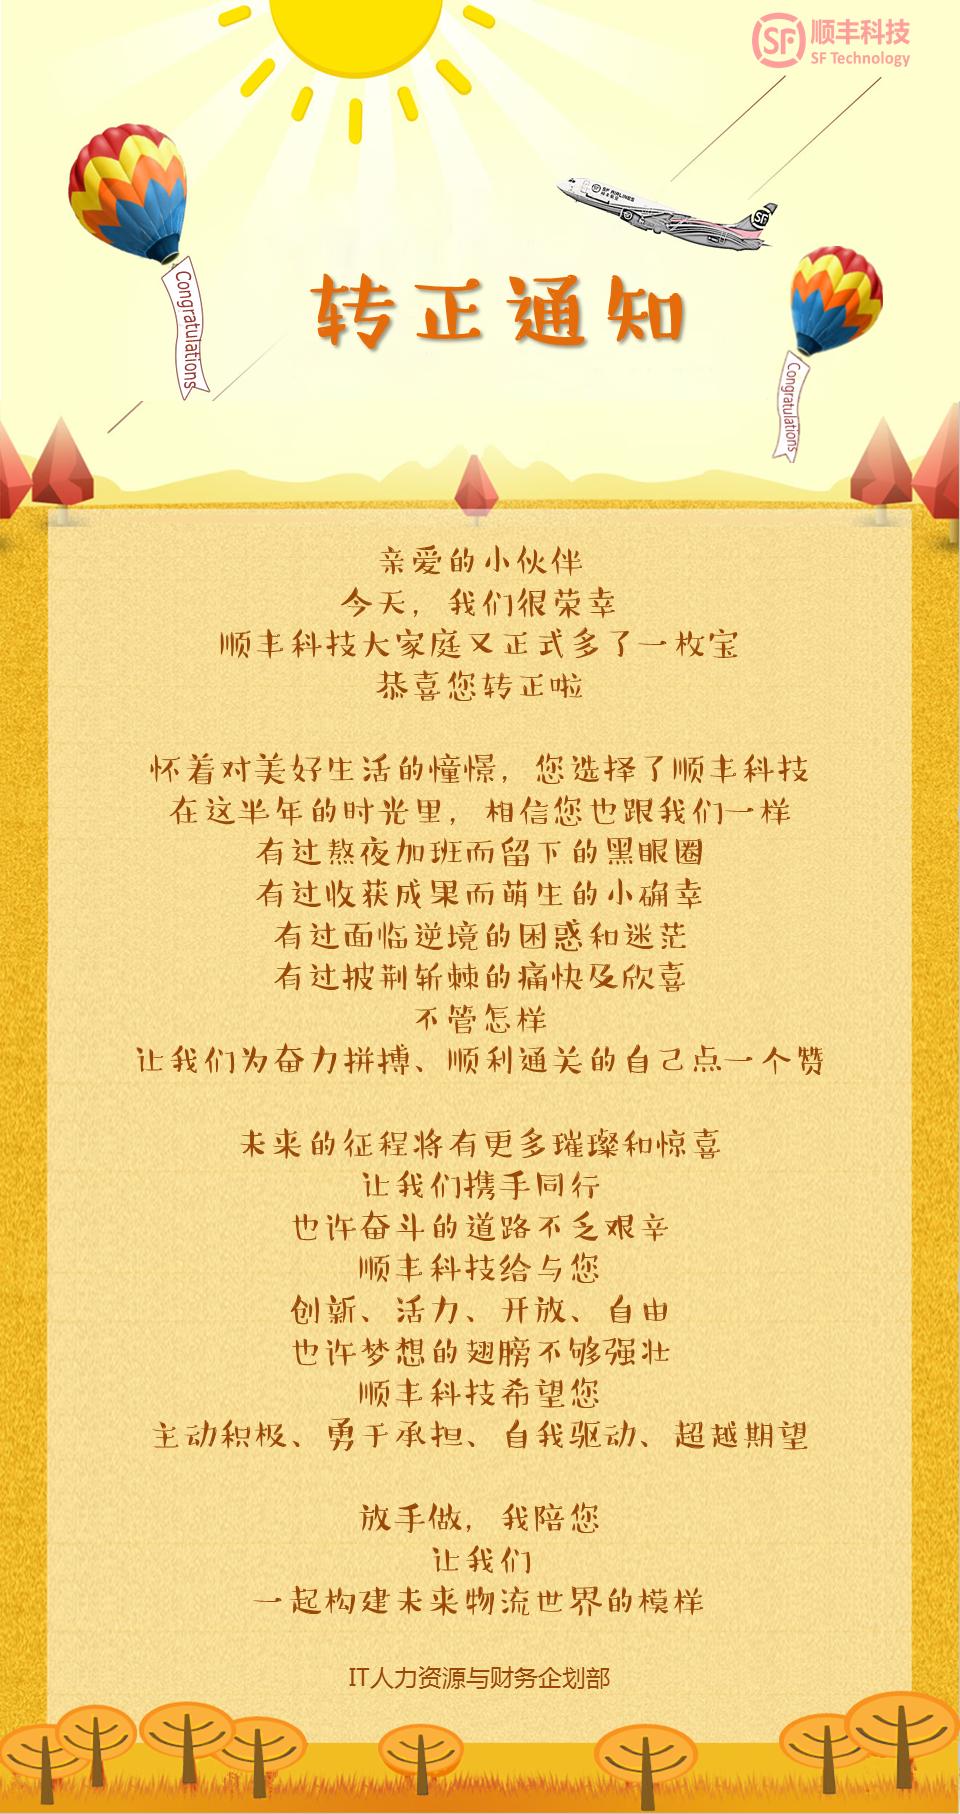 顺丰科技
SF Technology
SF
SF AIRLINES
SF
Congratulations
转正通知
Congratulations
亲爱的小伙伴
今天，我们很荣幸
顺丰科技大家庭又正式多了一枚宝
恭喜您转正啦
怀着对美好生活的憧憬，您选择了顺丰科技
在这半年的时光里，相信您也跟我们一样
有过熬夜加班而留下的黑眼圈
有过收获成果而萌生的小确幸
有过面临逆境的困惑和迷茫
有过披荆斩棘的痛快及欣喜
不管怎样
让我们为奋力拼搏、顺利通关的自己点一个赞
未来的征程将有更多璀璨和惊喜
让我们携手同行
也许奋斗的道路不乏艰辛
顺丰科技给与您
创新、活力、开放、自由
也许梦想的翅膀不够强壮
顺丰科技希望您
主动积极、勇于承担、自我驱动、超越期望
放手做，我陪您
让我们
一起构建未来物流世界的模样
IT人力资源与财务企划部